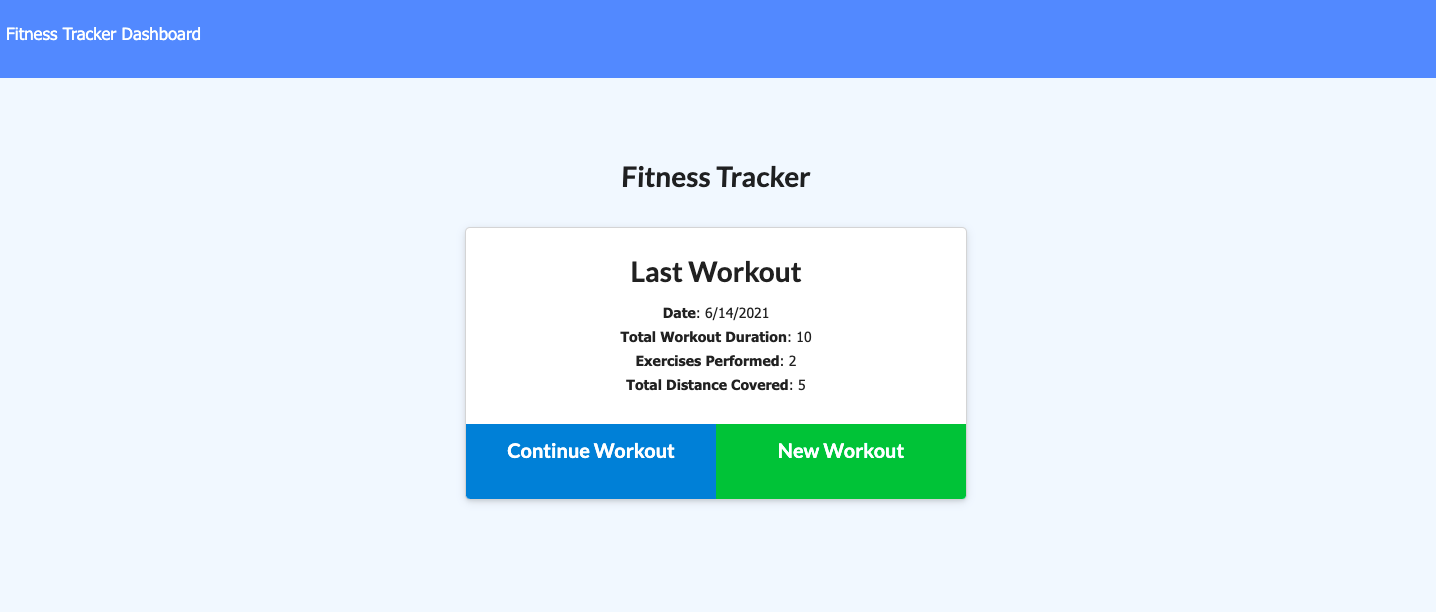 Fitness Tracker Dashboard
Fitness Tracker
Last Workout
Date: 6/14/2021
Total Workout Duration: 10
Exercises Performed: 2
Total Distance Covered: 5
Continue Workout
New Workout